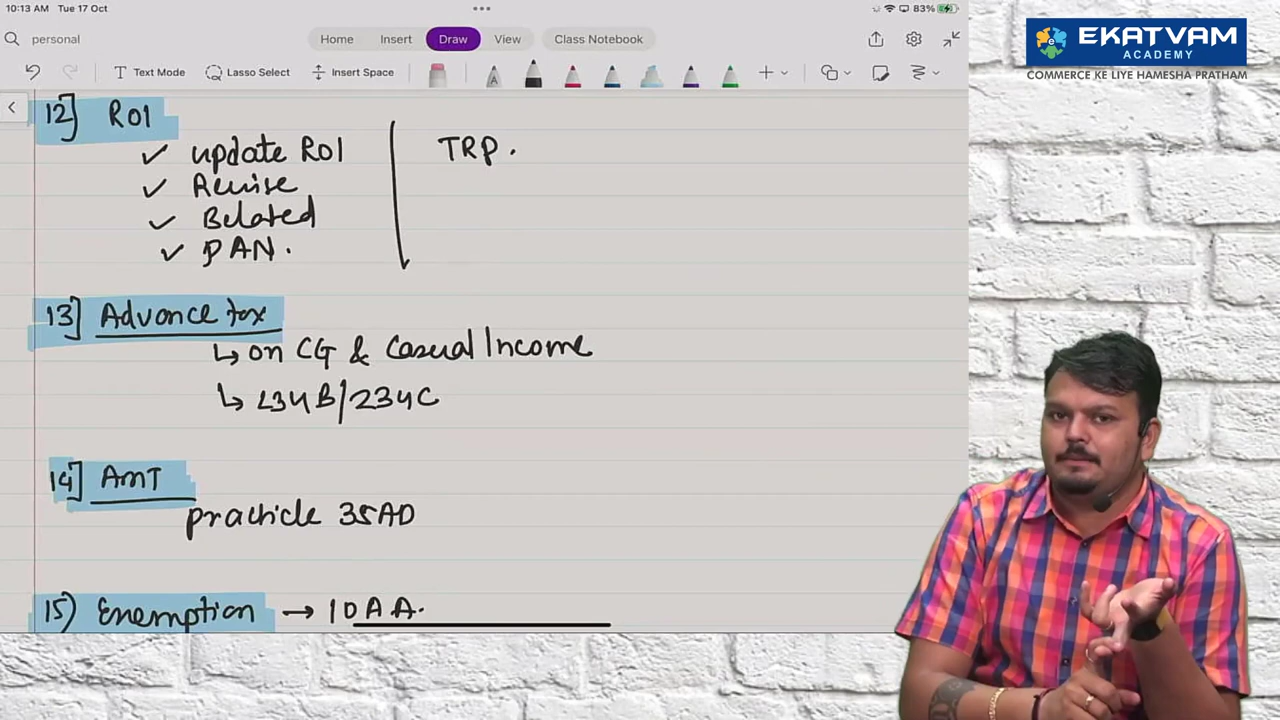 10:13 AM Tue 17 Oct
83%
personal
Home Insert Draw View Class Notebook
Text Mode Lasso Select Insert Space
EKATVAM
ACADEMY
COMMERCE KE LIYE HAMESHA PRATHAM
12] ROI
✓ update ROI
✓ Revise
✓ Belated
✓ PAN.
TRP.
13] Advance tax
↳ on CG & Casual Income
↳ 234B/234C
14] AMT
practicle 35AD
15) Exemption → 10AA.